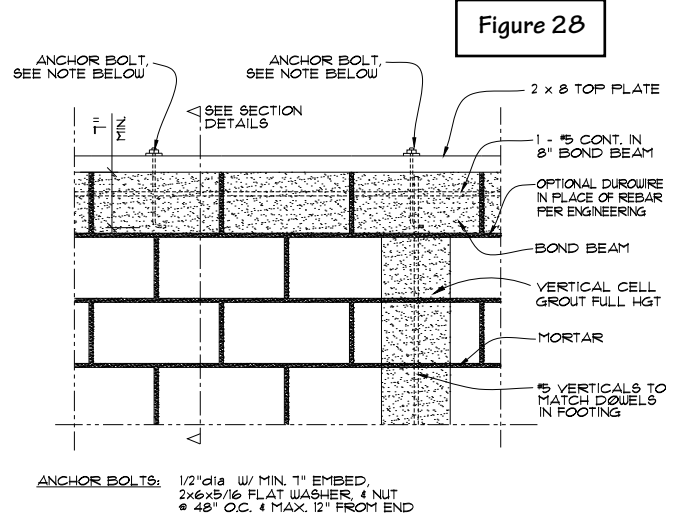 Figure 28
ANCHOR BOLT,
SEE NOTE BELOW
ANCHOR BOLT,
SEE NOTE BELOW
2 x 8 TOP PLATE
SEE SECTION
DETAILS
7"
MIN.
1 - #5 CONT. IN
8" BOND BEAM
OPTIONAL DUROWIRE
IN PLACE OF REBAR
PER ENGINEERING
BOND BEAM
VERTICAL CELL
GROUT FULL HGT
MORTAR
#5 VERTICALS TO
MATCH DOWELS
IN FOOTING
ANCHOR BOLTS: 1/2"dia W/ MIN. 7" EMBED,
2x6x5/16 FLAT WASHER, & NUT
@ 48" O.C. & MAX. 12" FROM END